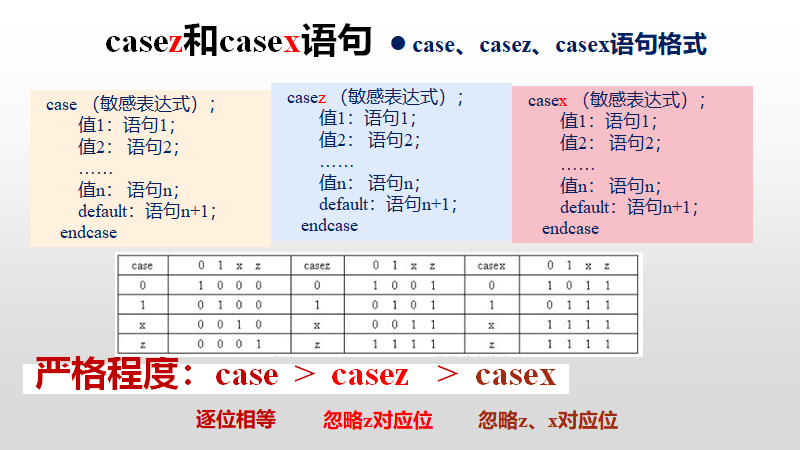 casez和casex语句
●case、casez、casex语句格式
case （敏感表达式）;
值1：语句1；
值2： 语句2；
……
值n： 语句n；
default：语句n+1；
endcase
casez （敏感表达式）;
值1：语句1；
值2： 语句2；
……
值n： 语句n；
default：语句n+1；
endcase
casex （敏感表达式）;
值1：语句1；
值2： 语句2；
……
值n： 语句n；
default：语句n+1；
endcase
case 0 1 x z casez 0 1 x z casex 0 1 x z
0 1 0 0 0 0 1 0 0 1 0 1 0 1 1
1 0 1 0 0 1 0 1 0 1 1 0 1 1 1
x 0 0 1 0 x 0 0 1 1 x 1 1 1 1
z 0 0 0 1 z 1 1 1 1 z 1 1 1 1
严格程度：case > casez > casex
逐位相等 忽略z对应位 忽略z、x对应位